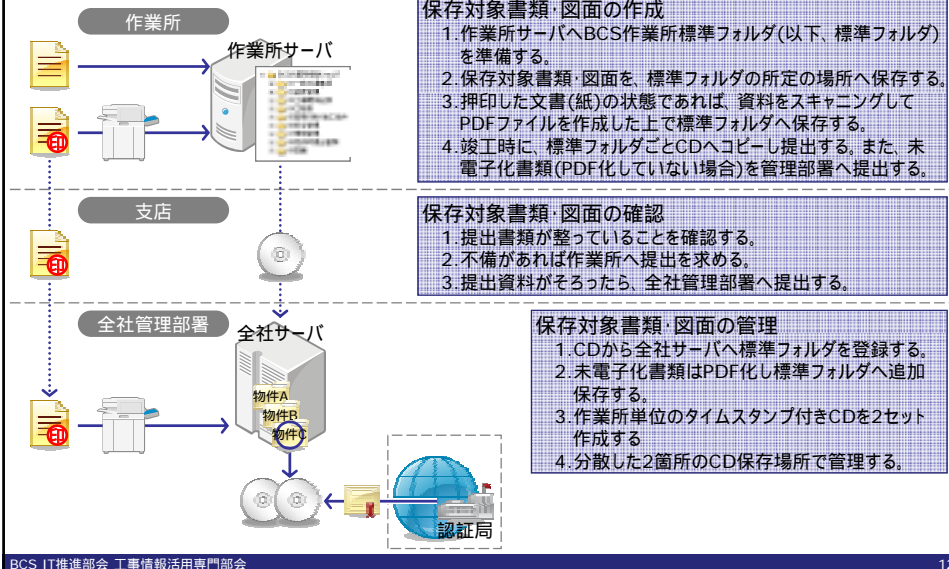 作業所
作業所サーバ
印
保存対象書類・図面の作成
1.作業所サーバへBCS作業所標準フォルダ(以下、標準フォルダ)
を準備する。
2.保存対象書類・図面を、標準フォルダの所定の場所へ保存する。
3.押印した文書(紙)の状態であれば、資料をスキャニングして
PDFファイルを作成した上で標準フォルダへ保存する。
4.竣工時に、標準フォルダごとCDへコピーし提出する。また、未
電子化書類(PDF化していない場合)を管理部署へ提出する。
支店
印
保存対象書類・図面の確認
1.提出書類が整っていることを確認する。
2.不備があれば作業所へ提出を求める。
3.提出資料がそろったら、全社管理部署へ提出する。
全社管理部署
全社サーバ
物件A
物件B
物件C
印
認証局
保存対象書類・図面の管理
1.CDから全社サーバへ標準フォルダを登録する。
2.未電子化書類はPDF化し標準フォルダへ追加
保存する。
3.作業所単位のタイムスタンプ付きCDを2セット
作成する
4.分散した2箇所のCD保存場所で管理する。
BCS IT推進部会 工事情報活用専門部会